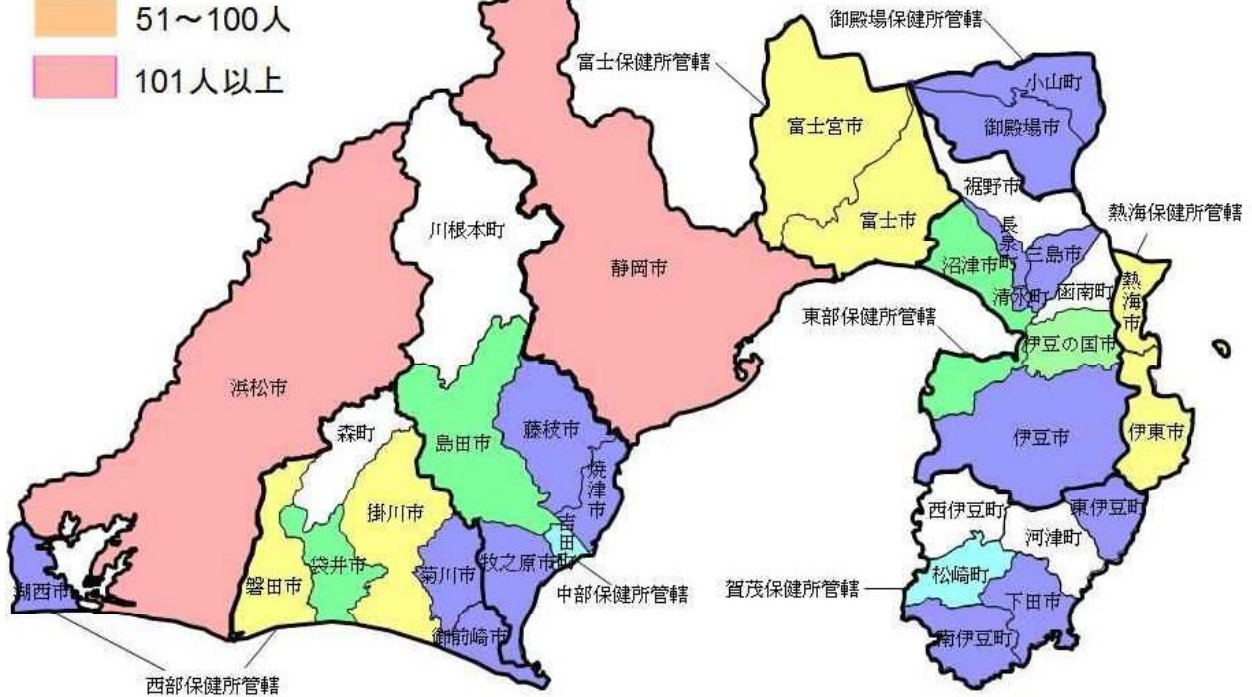 51～100人
101人以上
御殿場保健所管轄
富士保健所管轄
小山町
御殿場市
富士宮市
裾野市
熱海保健所管轄
富士市
長泉町
川根本町
静岡市
沼津市
三島市
清水町
函南町
熱海市
東部保健所管轄
伊豆の国市
浜松市
森町
島田市
藤枝市
伊豆市
伊東市
焼津市
掛川市
西伊豆町
東伊豆町
吉田町
河津町
袋井市
磐田市
菊川市
牧之原市
湖西市
中部保健所管轄
賀茂保健所管轄
松崎町
下田市
御前崎市
南伊豆町
西部保健所管轄